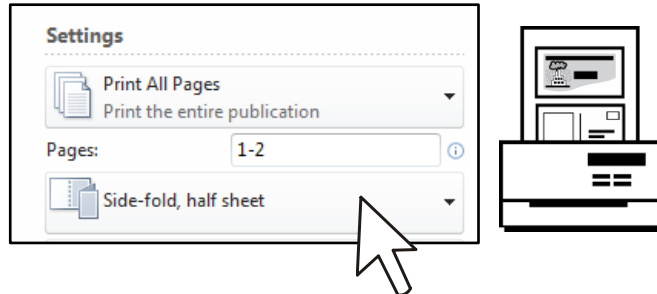 Settings
Print All Pages
Print the entire publication
Pages:
1-2
Side-fold, half sheet